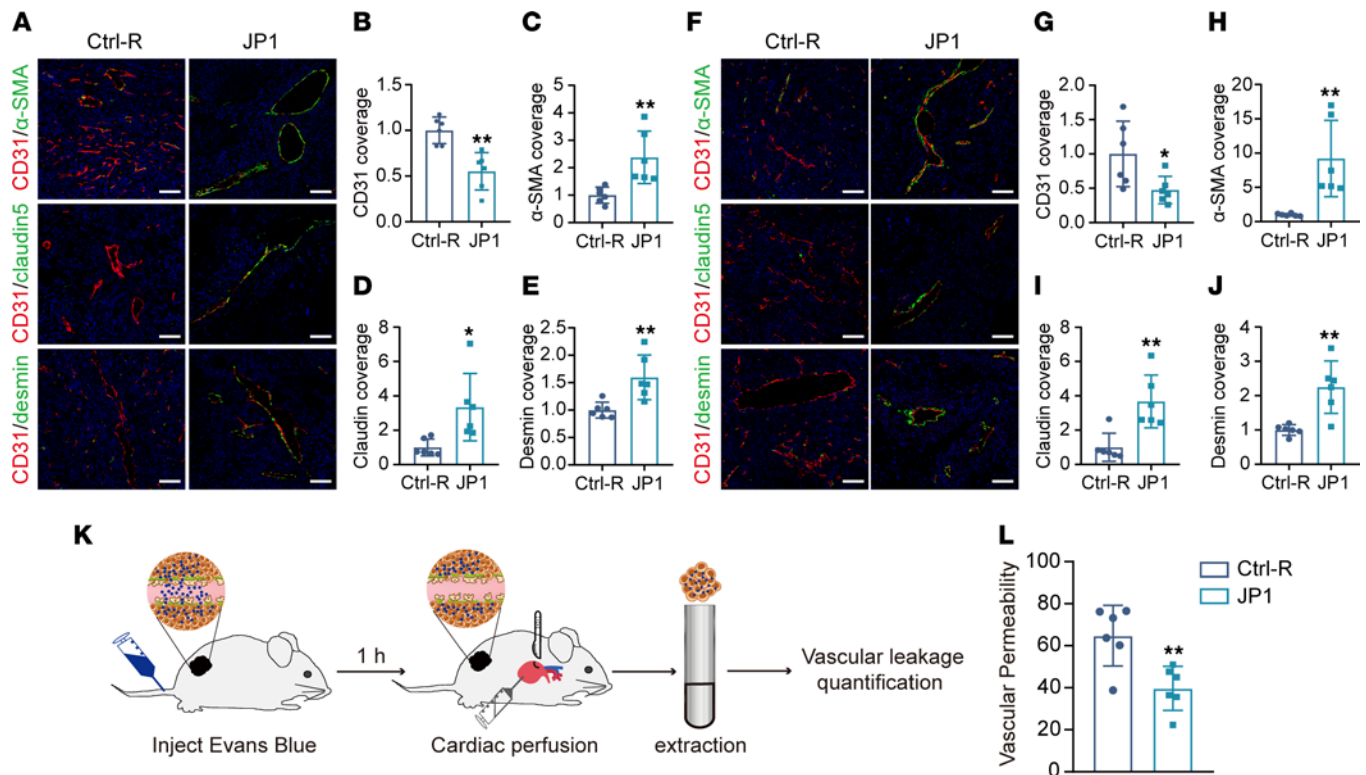 A
Ctrl-R
JP1
CD31/α-SMA
CD31/claudin5
CD31/desmin
B
CD31 coverage
1.5
1.0
0.5
0.0
**
Ctrl-R JP1
C
α-SMA coverage
5
4
3
2
1
0
**
Ctrl-R JP1
D
Claudin coverage
8
6
4
2
0
*
Ctrl-R JP1
E
Desmin coverage
2.5
2.0
1.5
1.0
0.5
0.0
**
Ctrl-R JP1
F
Ctrl-R
JP1
CD31/α-SMA
CD31/claudin5
CD31/desmin
G
CD31 coverage
2.0
1.5
1.0
0.5
0.0
*
Ctrl-R JP1
H
α-SMA coverage
20
15
10
5
0
**
Ctrl-R JP1
I
Claudin coverage
8
6
4
2
0
**
Ctrl-R JP1
J
Desmin coverage
4
3
2
1
0
**
Ctrl-R JP1
K
1 h
Inject Evans Blue
Cardiac perfusion
extraction
Vascular leakage
quantification
L
Vascular Permeability
100
80
60
40
20
0
**
Ctrl-R
JP1